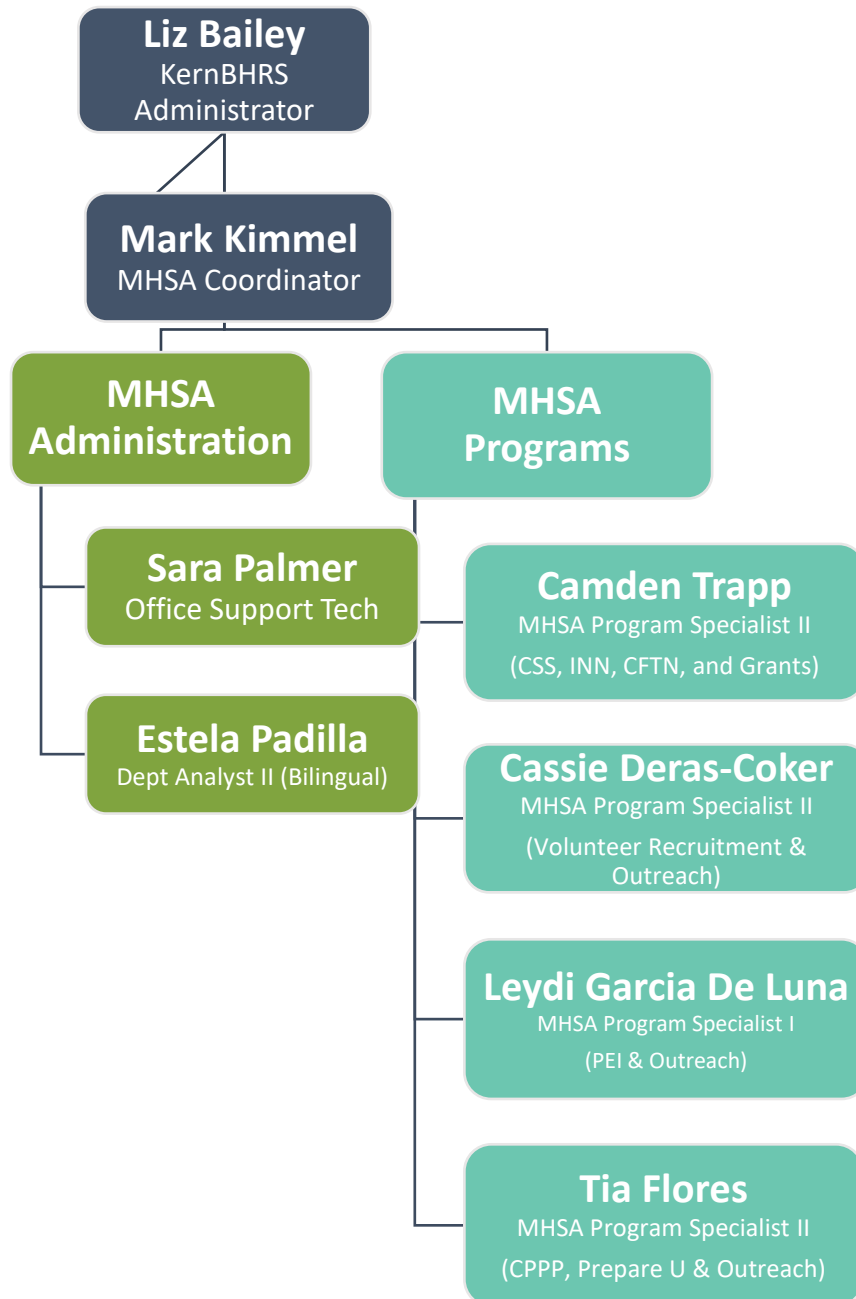 Liz Bailey
KernBHRS
Administrator
Mark Kimmel
MHSA Coordinator
MHSA
Administration
MHSA
Programs
Sara Palmer
Office Support Tech
Estela Padilla
Dept Analyst II (Bilingual)
Camden Trapp
MHSA Program Specialist II
(CSS, INN, CFTN, and Grants)
Cassie Deras-Coker
MHSA Program Specialist II
(Volunteer Recruitment &
Outreach)
Leydi Garcia De Luna
MHSA Program Specialist I
(PEI & Outreach)
Tia Flores
MHSA Program Specialist II
(CPPP, Prepare U & Outreach)